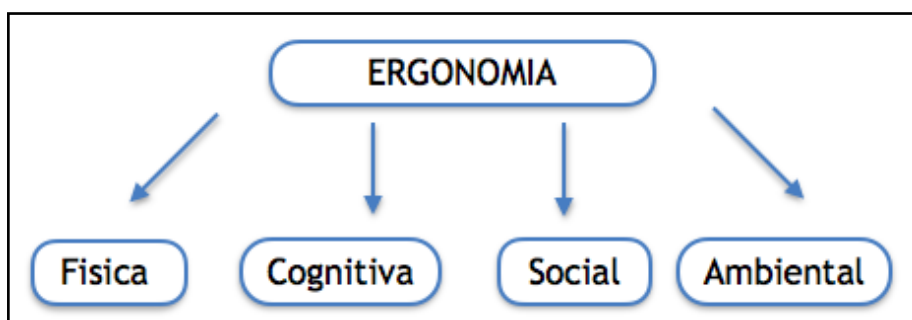 ERGONOMIA
Fisica
Cognitiva
Social
Ambiental